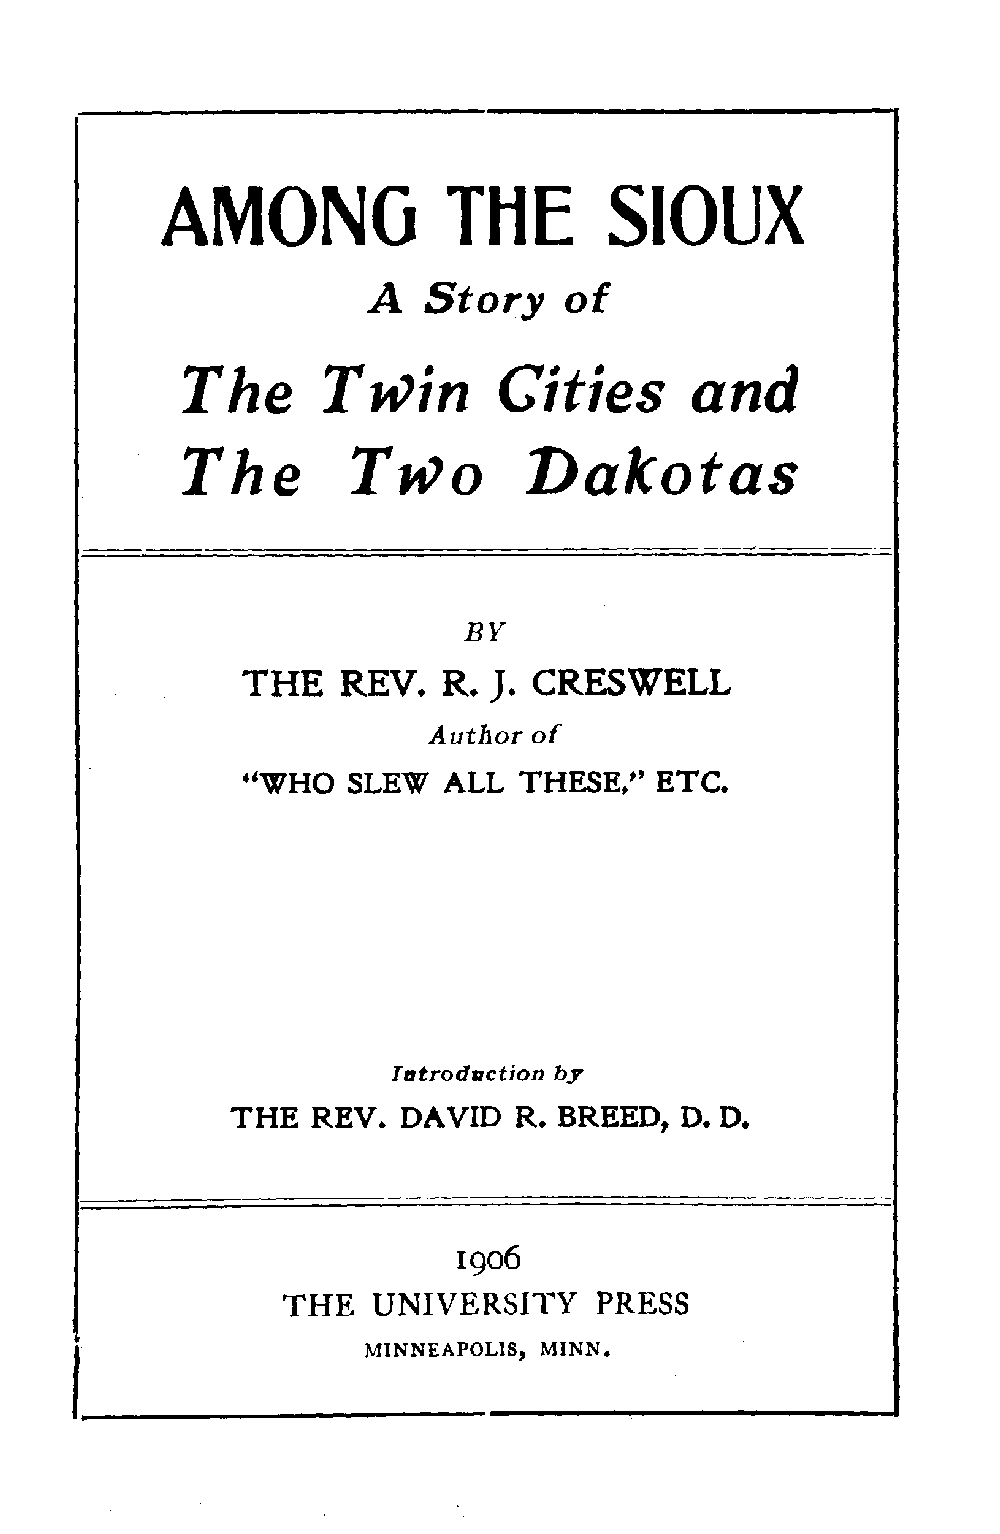 AMONG THE SIOUX
A Story of
The Twin Cities and
The Two Dakotas
BY
THE REV. R. J. CRESWELL
Author of
"WHO SLEW ALL THESE," ETC.
Introduction by
THE REV. DAVID R. BREED, D. D.
1906
THE UNIVERSITY PRESS
MINNEAPOLIS, MINN.